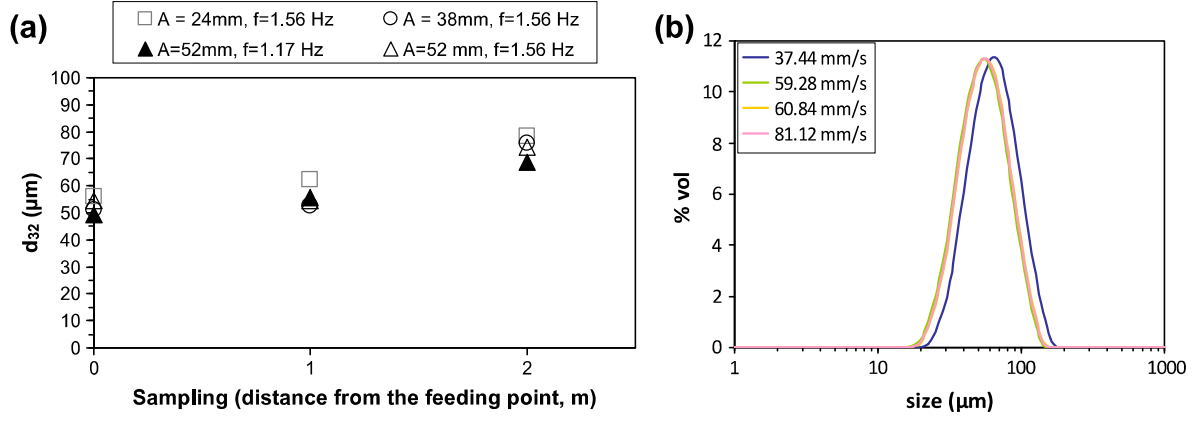 (a)
A = 24mm, f=1.56 Hz
A = 38mm, f=1.56 Hz
A=52mm, f=1.17 Hz
A=52 mm, f=1.56 Hz
100
90
80
70
60
50
40
30
20
10
0
d32 (µm)
0 1 2
Sampling (distance from the feeding point, m)
(b)
37.44 mm/s
59.28 mm/s
60.84 mm/s
81.12 mm/s
12
10
8
6
4
2
0
% vol
1 10 100 1000
size (µm)